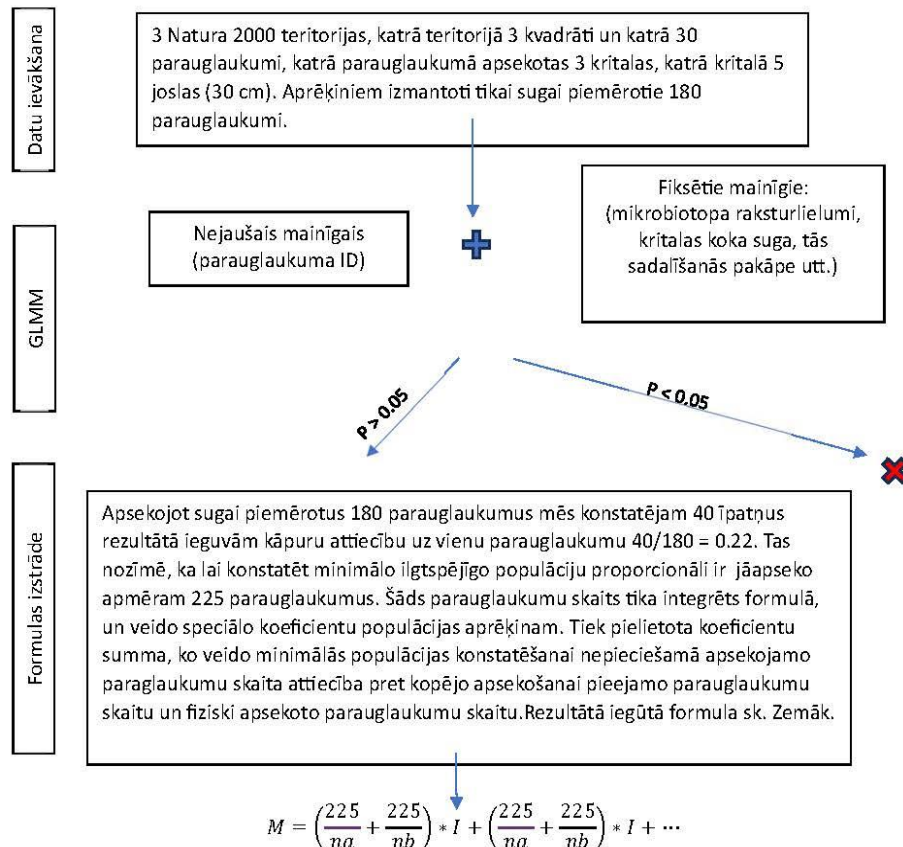 Datu ievākšana
3 Natura 2000 teritorijas, katrā teritorijā 3 kvadrāti un katrā 30
parauglaukumi, katrā parauglaukumā apsekotas 3 kritalas, katrā kritalā 5
joslas (30 cm). Aprēķiniem izmantoti tikai sugai piemērotie 180
parauglaukumi.
GLMM
Nejaušais mainīgais
(parauglaukuma ID)
Fiksētie mainīgie:
(mikrobiotopa raksturlielumi,
kritalas koka suga, tās
sadalīšanās pakāpe utt.)
P > 0.05
P < 0.05
Formulas izstrāde
Apsekojot sugai piemērotus 180 parauglaukumus mēs konstatējam 40 īpatņus
rezultātā ieguvām kāpuru attiecību uz vienu parauglaukumu 40/180 = 0.22. Tas
nozīmē, ka lai konstatēt minimālo ilgtspējīgo populāciju proporcionāli ir jāapseko
apmēram 225 parauglaukumus. Šāds parauglaukumu skaits tika integrēts formulā,
un veido speciālo koeficientu populācijas aprēķinam. Tiek pielietota koeficientu
summa, ko veido minimālās populācijas konstatēšanai nepieciešamā apsekojamo
paraglaukumu skaita attiecība pret kopējo apsekošanai pieejamo parauglaukumu
skaitu un fiziski apsekoto parauglaukumu skaitu.Rezultātā iegūtā formula sk. Zemāk.
M = (225/na + 225/nb) * I + (225/na + 225/nb) * I + ⋯